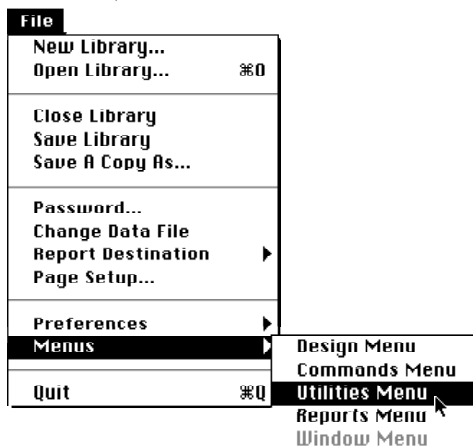 File
New Library...
Open Library... ⌘O
Close Library
Save Library
Save A Copy As...
Password...
Change Data File
Report Destination
Page Setup...
Preferences
Menus
Quit ⌘Q
Design Menu
Commands Menu
Utilities Menu
Reports Menu
Window Menu